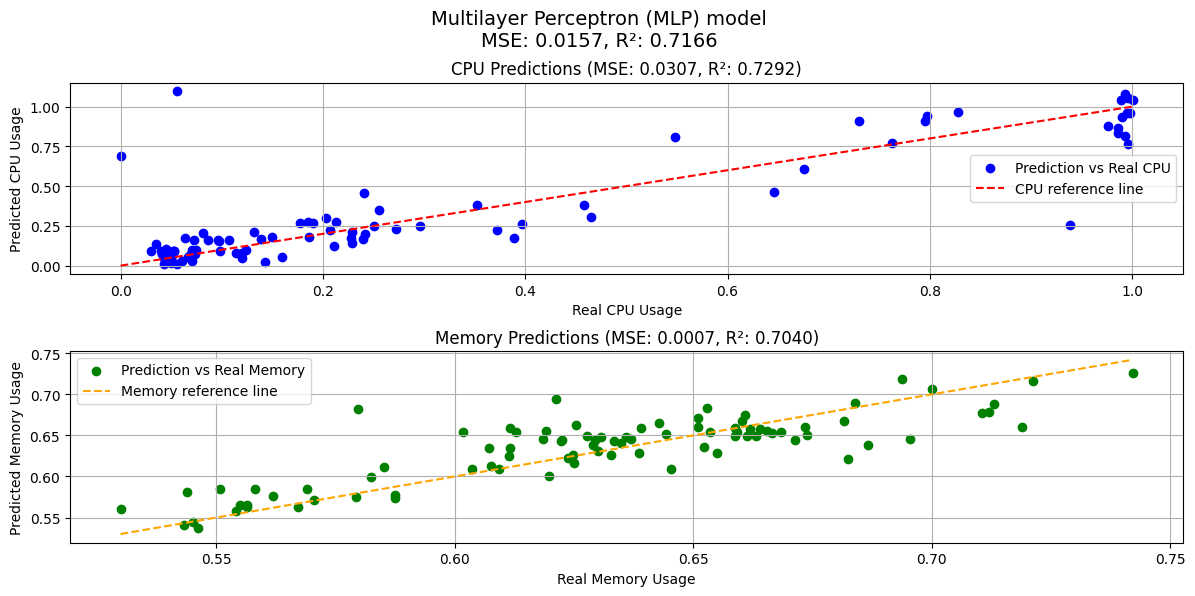 Multilayer Perceptron (MLP) model
MSE: 0.0157, R²: 0.7166
CPU Predictions (MSE: 0.0307, R²: 0.7292)
Predicted CPU Usage
1.00
0.75
0.50
0.25
0.00
Prediction vs Real CPU
CPU reference line
0.0 0.2 0.4 0.6 0.8 1.0
Real CPU Usage
Memory Predictions (MSE: 0.0007, R²: 0.7040)
Predicted Memory Usage
0.75
0.70
0.65
0.60
0.55
Prediction vs Real Memory
Memory reference line
0.55 0.60 0.65 0.70 0.75
Real Memory Usage